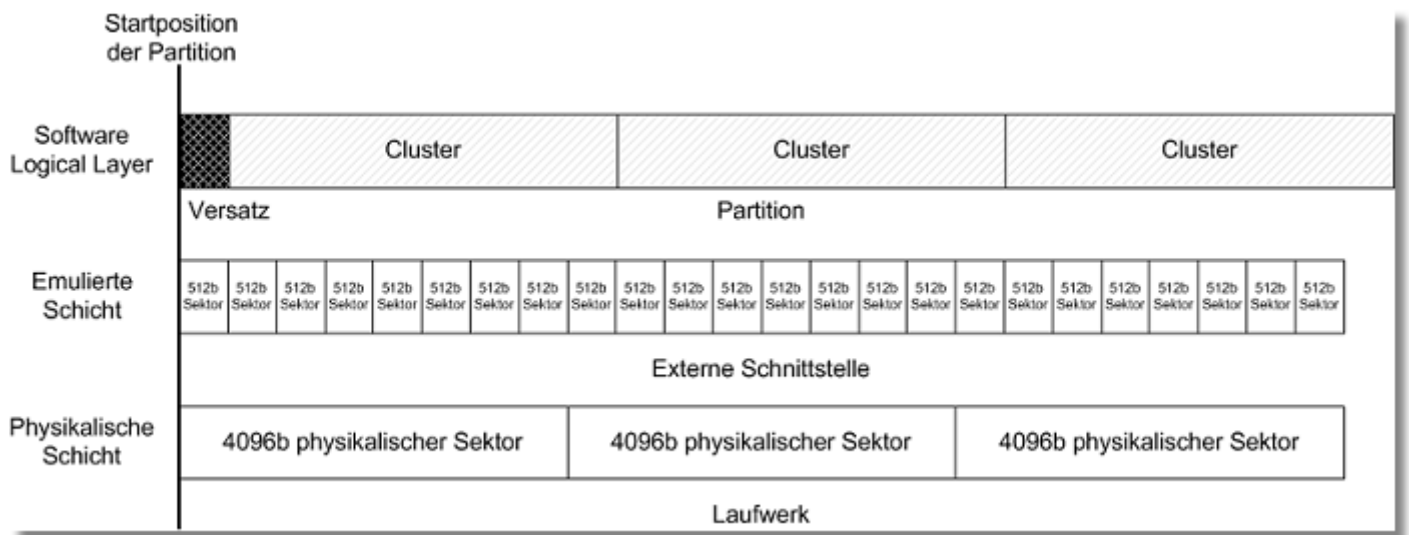 Startposition
der Partition
Software
Logical Layer
Cluster Cluster Cluster
Versatz Partition
Emulierte
Schicht
512b 512b 512b 512b 512b 512b 512b 512b 512b 512b 512b 512b 512b 512b 512b 512b 512b 512b 512b 512b 512b 512b 512b 512b
Sektor Sektor Sektor Sektor Sektor Sektor Sektor Sektor Sektor Sektor Sektor Sektor Sektor Sektor Sektor Sektor Sektor Sektor Sektor Sektor Sektor Sektor Sektor Sektor
Externe Schnittstelle
Physikalische
Schicht
4096b physikalischer Sektor 4096b physikalischer Sektor 4096b physikalischer Sektor
Laufwerk